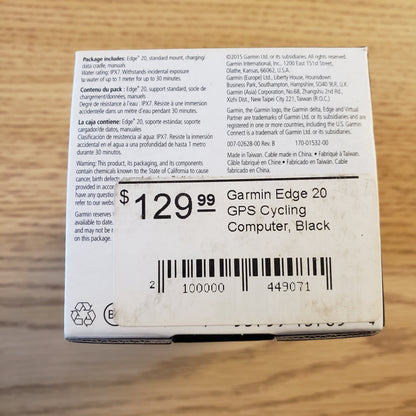 Package includes: Edge® 20, standard mount, charging/
data cradle, manuals
Water rating: IPX7. Withstands incidental exposure
to water of up to 1 meter for up to 30 minutes.
Contenu du pack : Edge® 20, support standard, socle de
chargement/données, manuels
Degré de résistance à l'eau : IPX7. Résiste à une immersion
de 1 mètre dans l'eau pendant 30 minutes.
La caja contiene: Edge® 20, soporte estándar, soporte
cargador/de datos, manuales
Clasificación de resistencia al agua: IPX7. Resiste la inmersión
accidental en el agua a una profundidad de hasta 1 metro
durante 30 minutos.
Warning: This product, its packaging, and its components
contain chemicals known to the State of California to cause
cancer, birth defects
provided in accor
have any question
refer to our websi
Garmin reserves
available to date,
and may not be
on this package.
©2015 Garmin Ltd. or its subsidiaries. All rights reserved.
Garmin International, Inc., 1200 East 151st Street,
Olathe, Kansas, 66062, U.S.A.
Garmin (Europe) Ltd., Liberty House, Hounsdown
Business Park, Southampton, Hampshire, SO40 9LR, U.K.
Garmin (Asia) Corporation, No.68, Zhangshu 2nd Rd.,
Xizhi Dist., New Taipei City 221, Taiwan (R.O.C.)
Garmin, the Garmin logo, the Garmin delta, Edge and Virtual
Partner are trademarks of Garmin Ltd. or its subsidiaries and
registered in one or more countries, including the U.S. Garmin
Connect is a trademark of Garmin Ltd. or its subsidiaries.
007-02628-00 Rev. B 170-01532-00
Made in Taiwan. Cable made in China. • Fabriqué à Taiwan.
Câble fabriqué en Chine • Fabricado en Taiwán. Cable
fabricado en China.
$129.99
Garmin Edge 20
GPS Cycling
Computer, Black
2 100000 449071